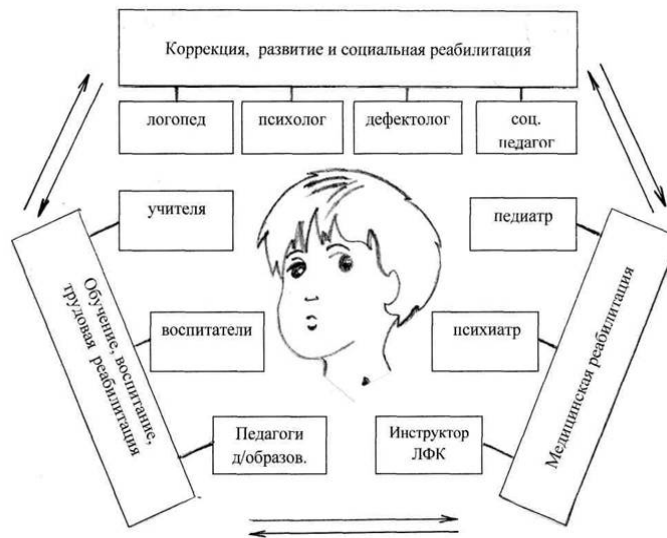 Коррекция, развитие и социальная реабилитация
логопед
психолог
дефектолог
соц.
педагог
учителя
педиатр
Обучение, воспитание,
трудовая реабилитация
Медицинская реабилитация
воспитатели
психиатр
Педагоги
д/образов.
Инструктор
ЛФК